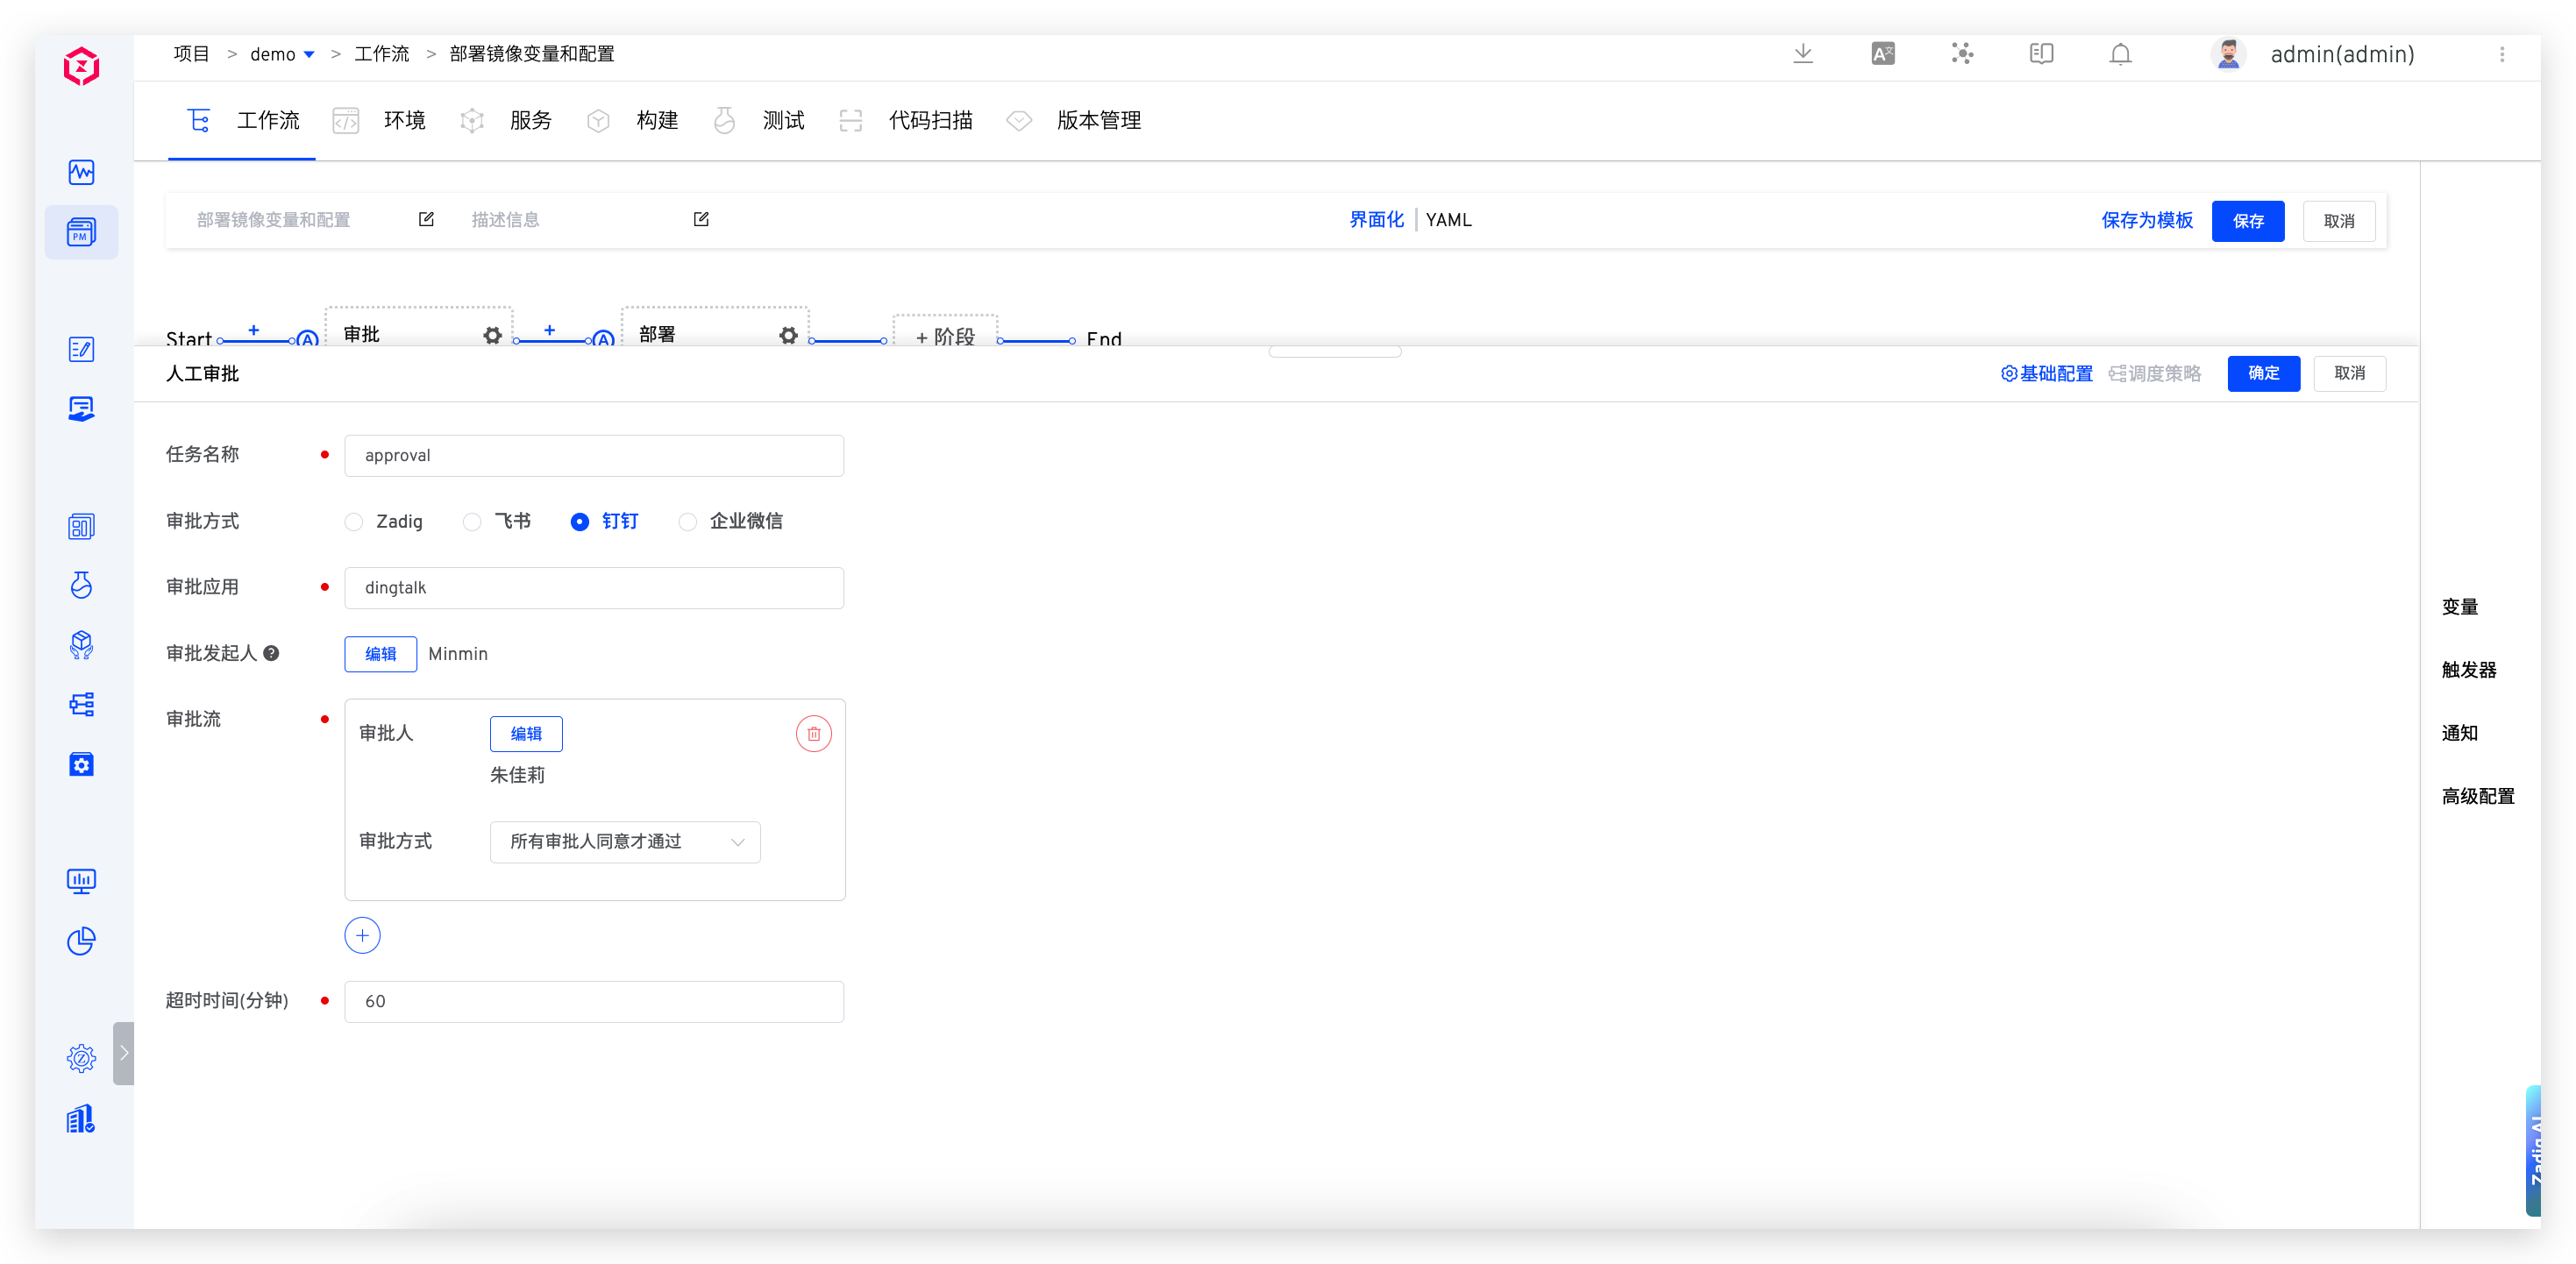 项目 > demo > 工作流 > 部署镜像变量和配置
admin(admin)
工作流 环境 服务 构建 测试 代码扫描 版本管理
PM
部署镜像变量和配置 描述信息 界面化 YAML 保存为模板 保存 取消
Start + A 审批 + A 部署 + 阶段 End
人工审批 基础配置 调度策略 确定 取消
任务名称 approval
审批方式 Zadig 飞书 钉钉 企业微信
审批应用 dingtalk
审批发起人 ? 编辑 Minmin
审批流 审批人 编辑
朱佳莉
审批方式 所有审批人同意才通过
超时时间(分钟) 60
变量
触发器
通知
高级配置
Zadig AI